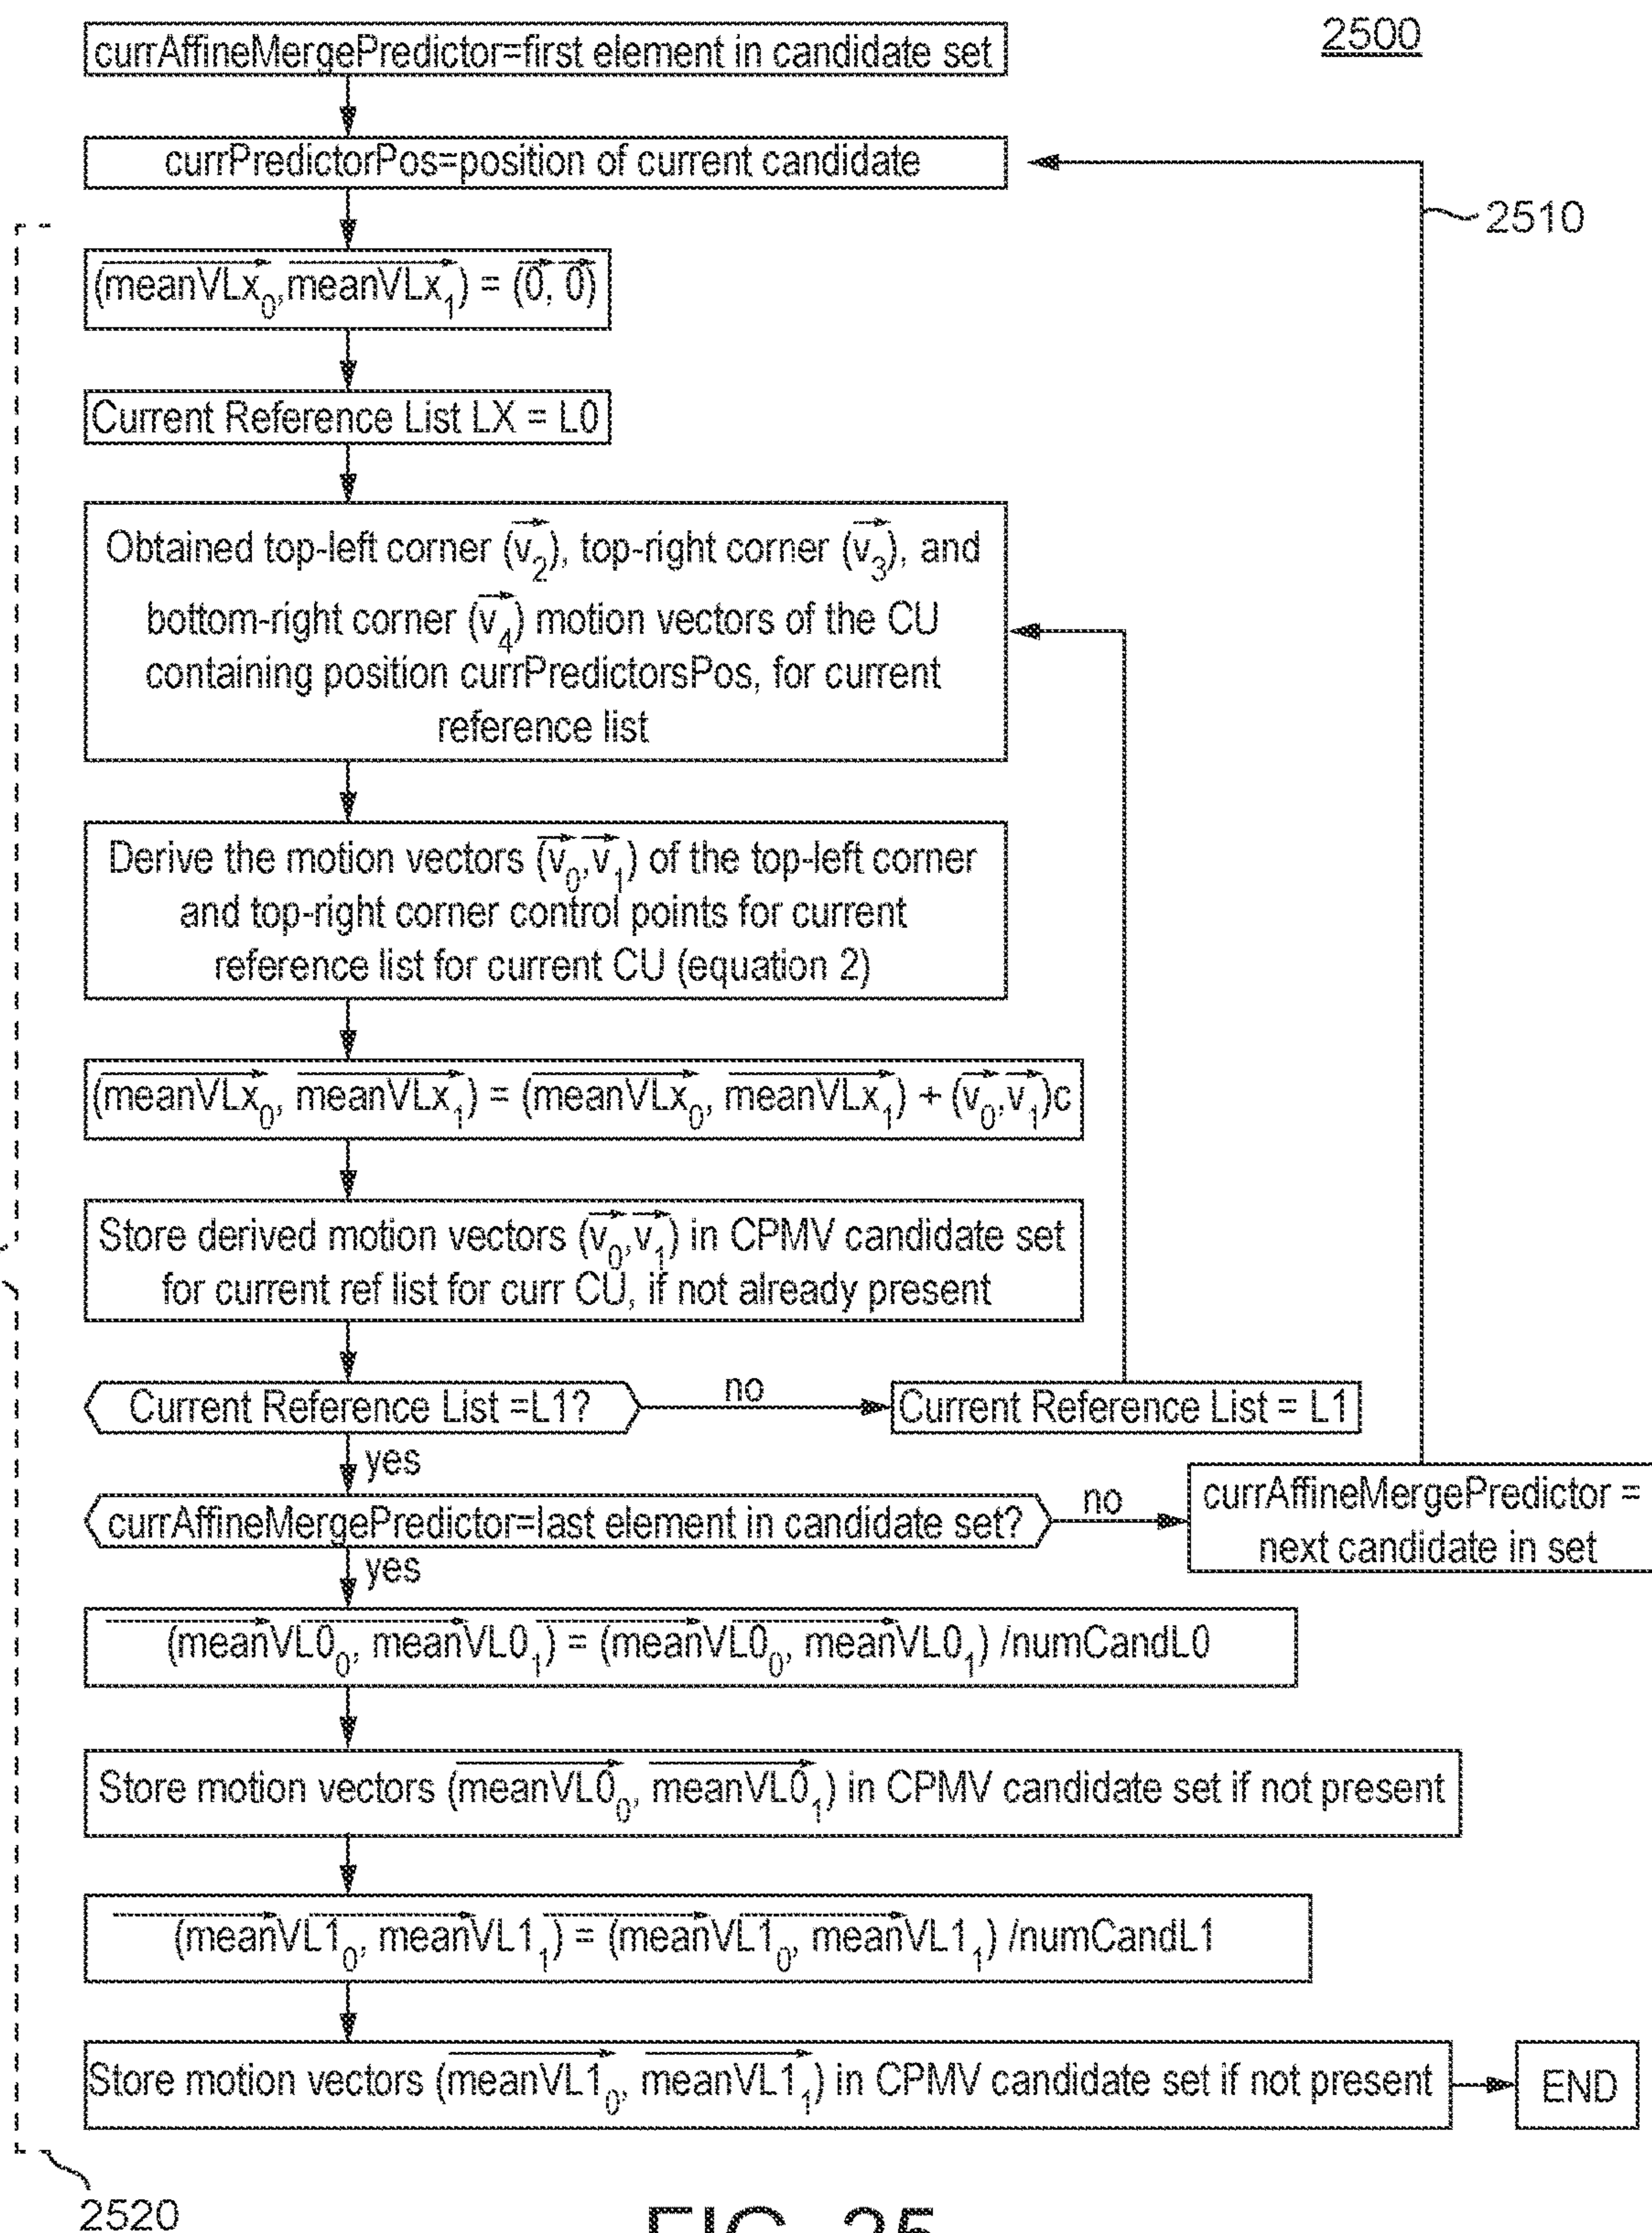 2500
currAffineMergePredictor=first element in candidate set
currPredictorPos=position of current candidate
2510
(meanVLx₀,meanVLx₁) = (0, 0)
Current Reference List LX = L0
Obtained top-left corner (v₂), top-right corner (v₃), and
bottom-right corner (v₄) motion vectors of the CU
containing position currPredictorsPos, for current
reference list
Derive the motion vectors (v₀,v₁) of the top-left corner
and top-right corner control points for current
reference list for current CU (equation 2)
(meanVLx₀, meanVLx₁) = (meanVLx₀, meanVLx₁) + (v₀,v₁)c
Store derived motion vectors (v₀,v₁) in CPMV candidate set
for current ref list for curr CU, if not already present
Current Reference List =L1?
no
Current Reference List = L1
yes
currAffineMergePredictor=last element in candidate set?
no
currAffineMergePredictor =
next candidate in set
yes
(meanVL0₀, meanVL0₁) = (meanVL0₀, meanVL0₁) /numCandL0
Store motion vectors (meanVL0₀, meanVL0₁) in CPMV candidate set if not present
(meanVL1₀, meanVL1₁) = (meanVL1₀, meanVL1₁) /numCandL1
Store motion vectors (meanVL1₀, meanVL1₁) in CPMV candidate set if not present
END
2520
FIG. 25